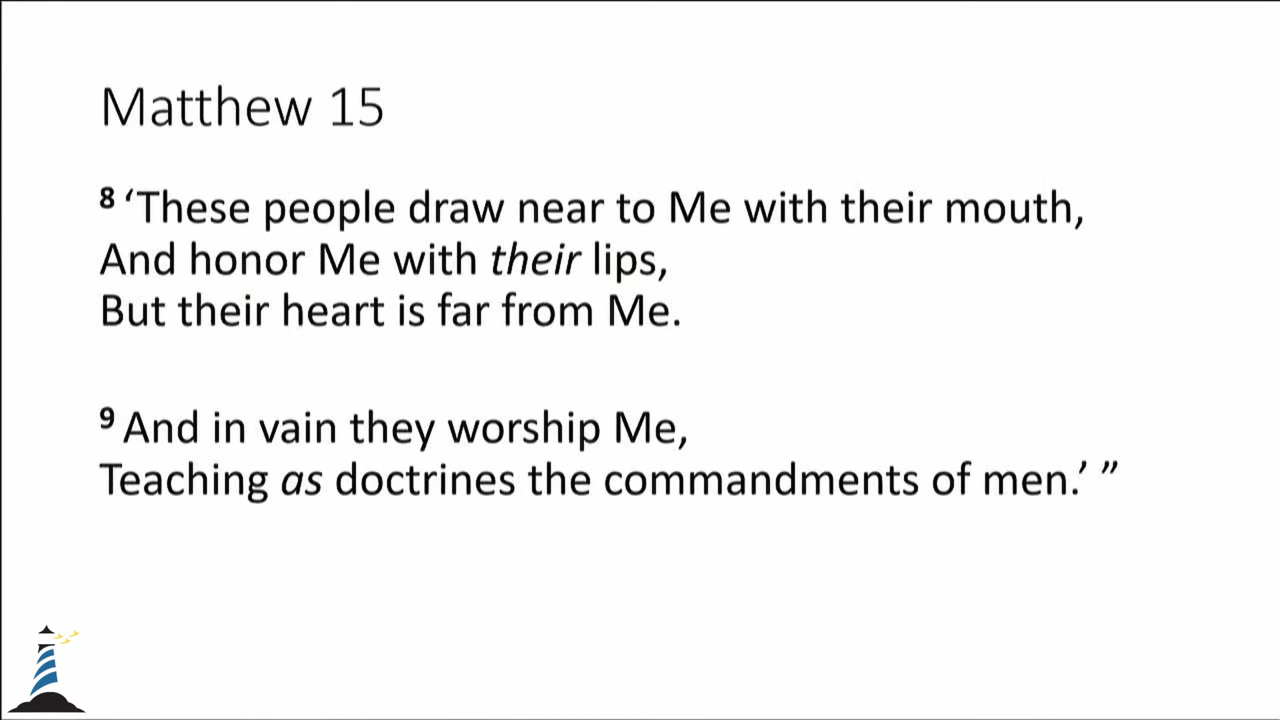 Matthew 15
8 ‘These people draw near to Me with their mouth,
And honor Me with their lips,
But their heart is far from Me.
9 And in vain they worship Me,
Teaching as doctrines the commandments of men.’ ”